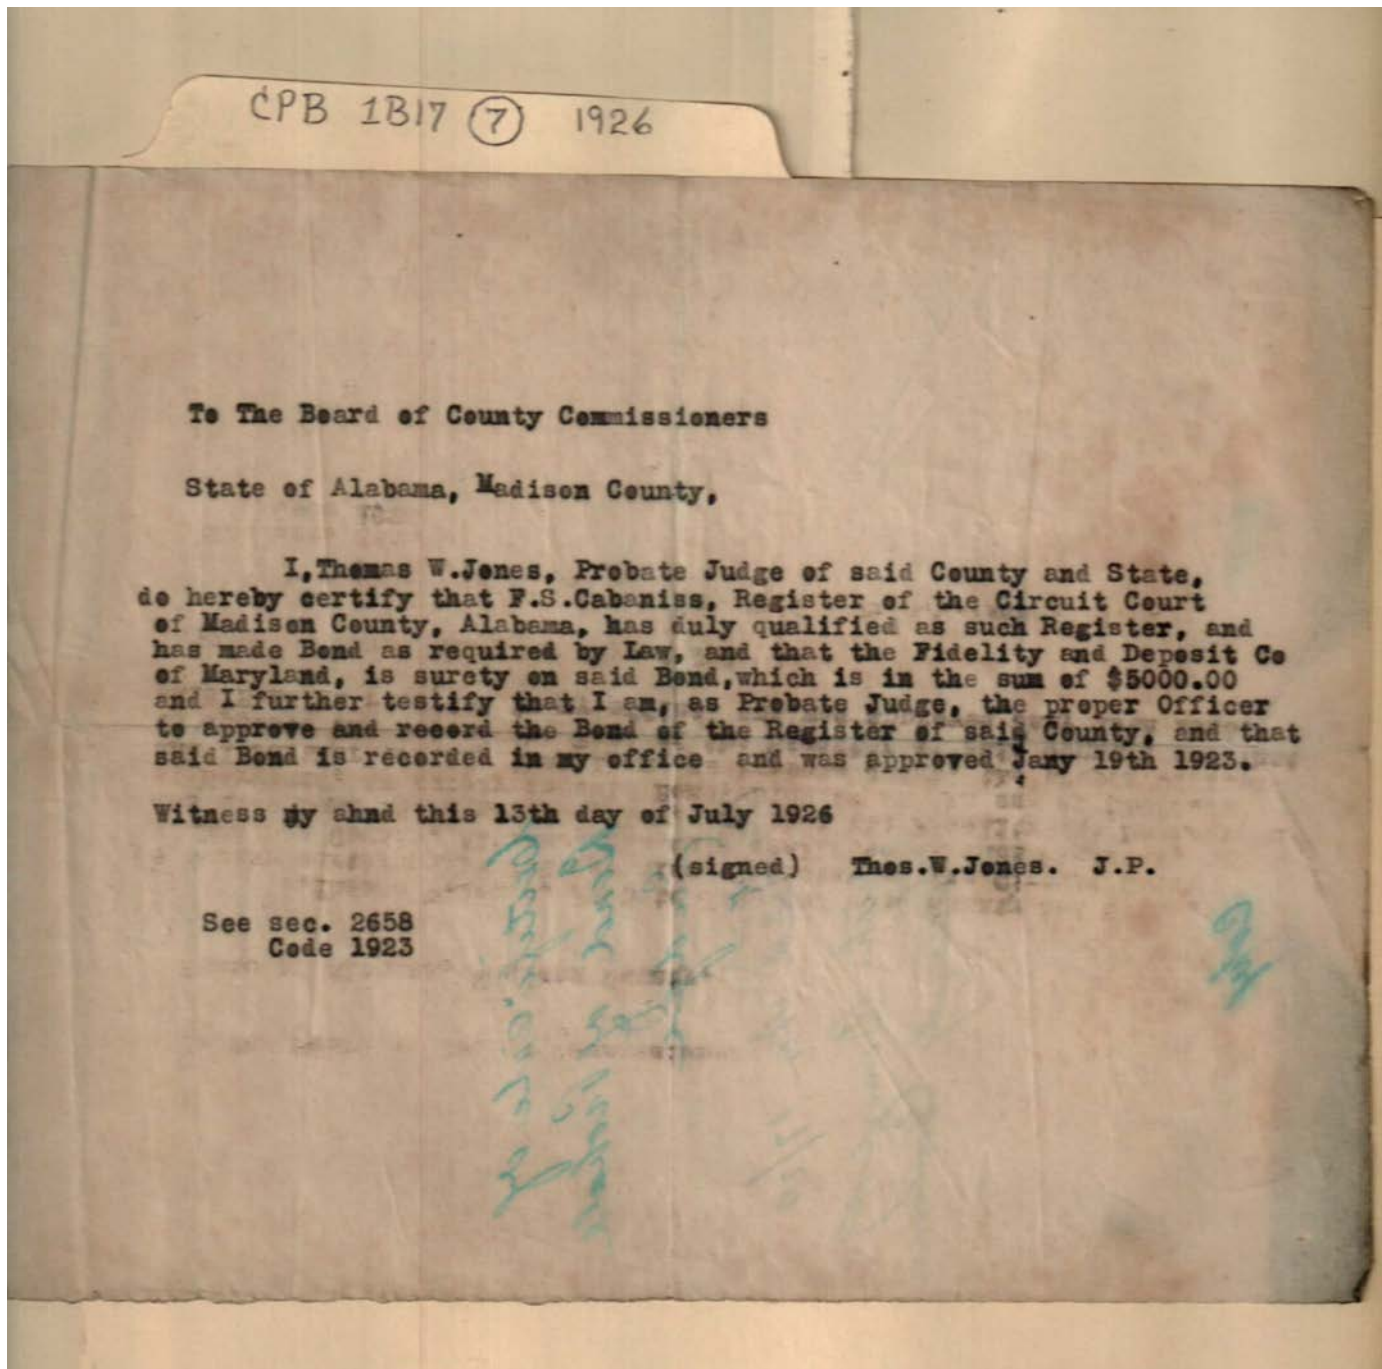 CPB 1B17 7 1926
To The Board of County Commissioners
State of Alabama, Madison County,
I,Thomas W.Jones, Probate Judge of said County and State,
do hereby certify that F.S.Cabaniss, Register of the Circuit Court
of Madison County, Alabama, has duly qualified as such Register, and
has made Bond as required by Law, and that the Fidelity and Deposit Co
of Maryland, is surety on said Bond,which is in the sum of $5000.00
and I further testify that I am, as Probate Judge, the proper Officer
to approve and record the Bond of the Register of said County, and that
said Bond is recorded in my office and was approved Jany 19th 1923.
Witness my ahnd this 13th day of July 1926
(signed) Thos.W.Jones. J.P.
See sec. 2658
Code 1923